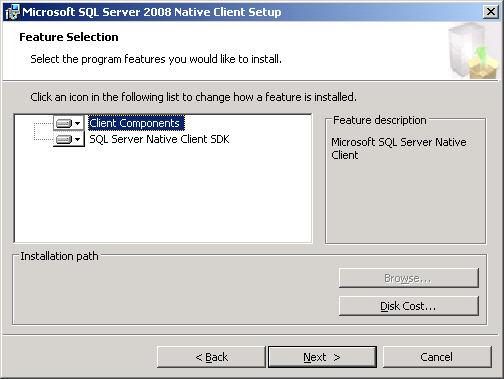 Microsoft SQL Server 2008 Native Client Setup
Feature Selection
Select the program features you would like to install.
Click an icon in the following list to change how a feature is installed.
Client Components
SQL Server Native Client SDK
Feature description
Microsoft SQL Server Native
Client
Installation path
Browse...
Disk Cost...
< Back
Next >
Cancel